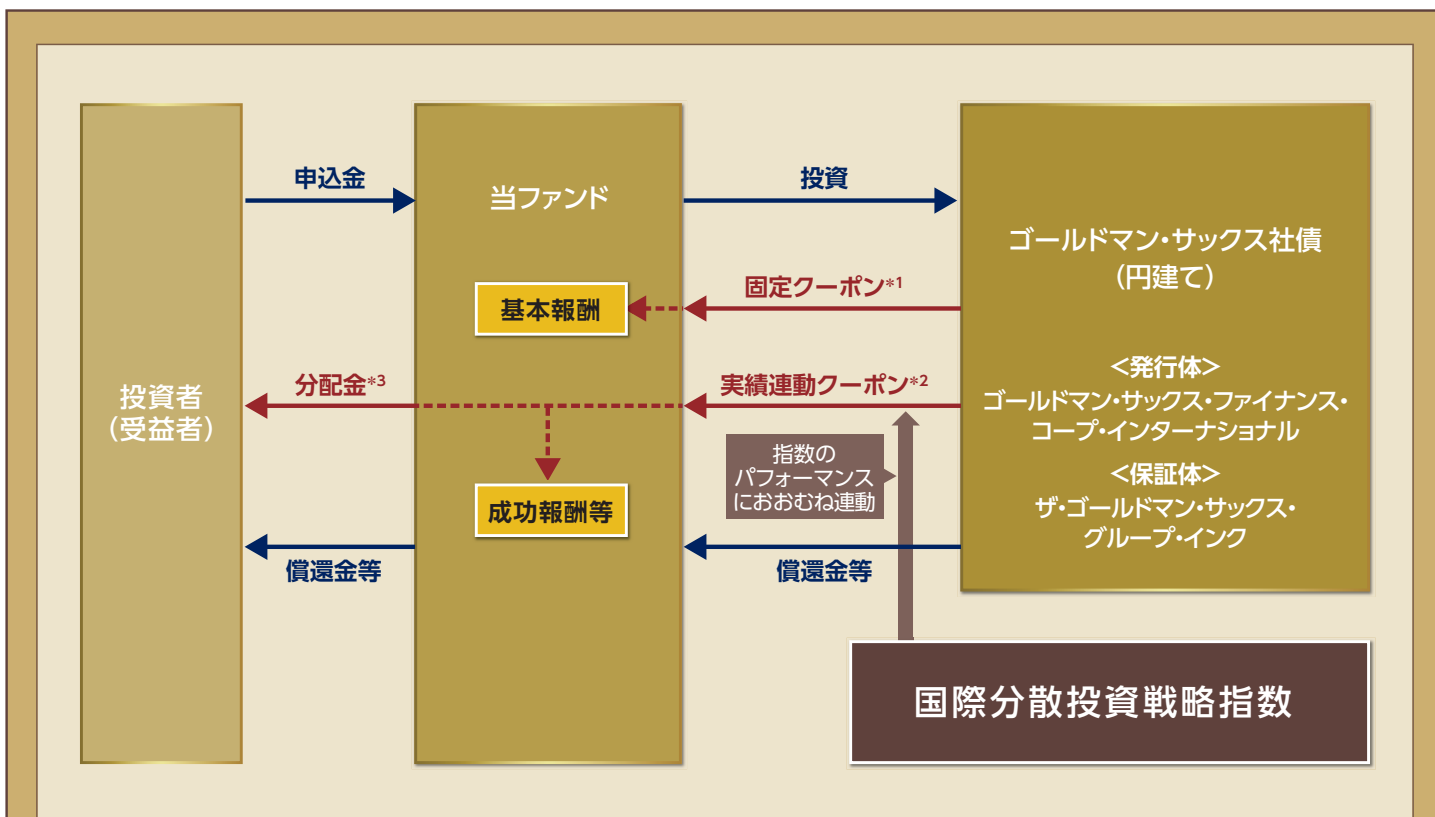 申込金
当ファンド
投資
ゴールドマン・サックス社債
(円建て)
固定クーポン*1
基本報酬
分配金*3
実績連動クーポン*2
投資者
(受益者)
<発行体>
ゴールドマン・サックス・ファイナンス・
コープ・インターナショナル
指数の
パフォーマンス
におおむね連動
<保証体>
ザ・ゴールドマン・サックス・
グループ・インク
成功報酬等
償還金等
償還金等
国際分散投資戦略指数